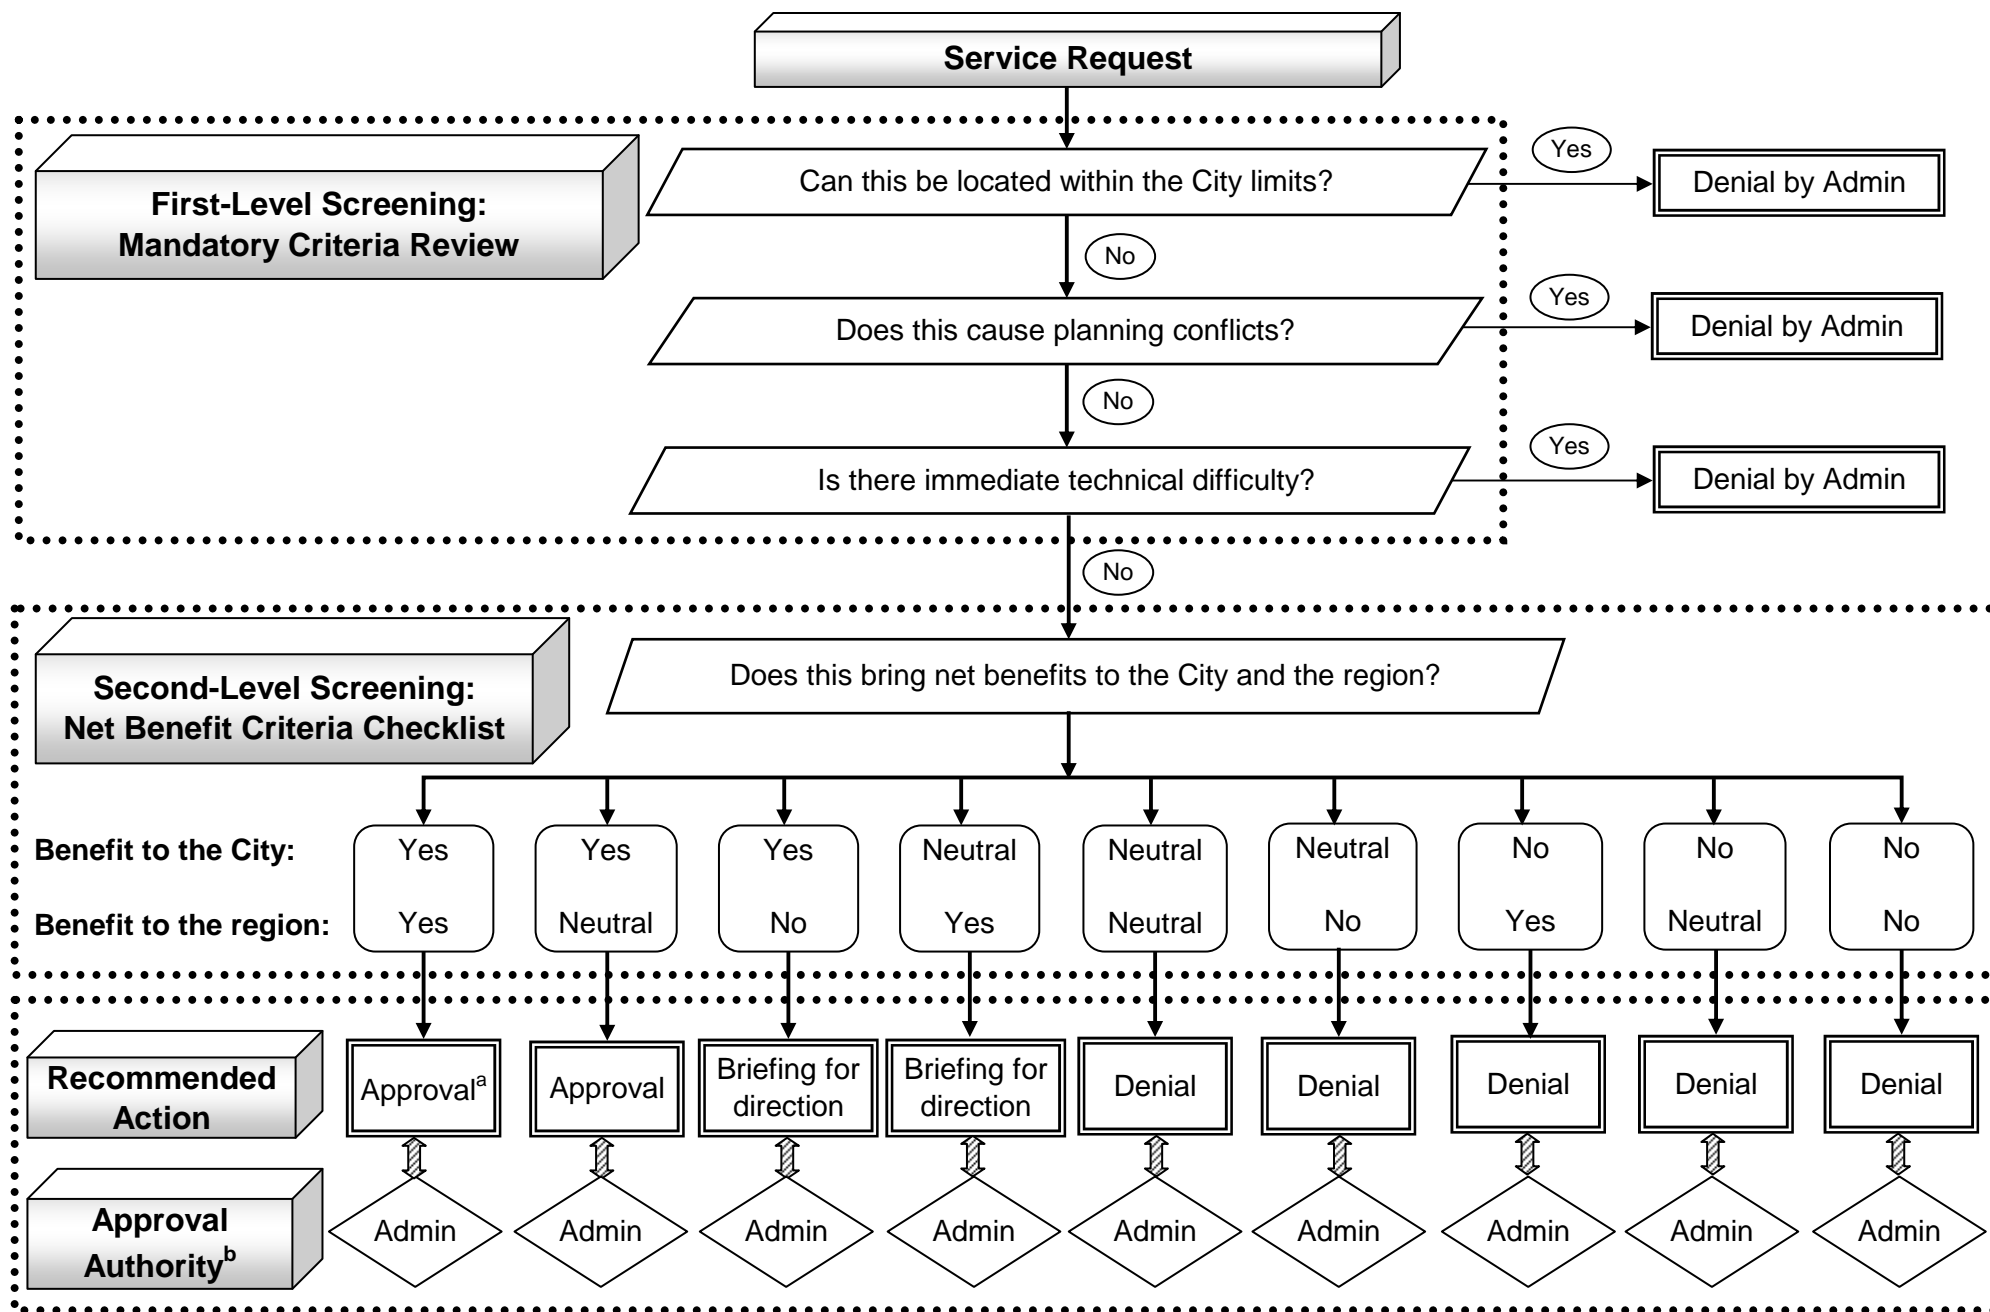 Service Request
Can this be located within the City limits?
Yes
Denial by Admin
First-Level Screening:
Mandatory Criteria Review
No
Does this cause planning conflicts?
Yes
Denial by Admin
No
Is there immediate technical difficulty?
Yes
Denial by Admin
No
Second-Level Screening:
Net Benefit Criteria Checklist
Does this bring net benefits to the City and the region?
Benefit to the City: Yes Yes Yes Neutral Neutral Neutral No No No
Benefit to the region: Yes Neutral No Yes Neutral No Yes Neutral No
Recommended
Action
Approvalᵃ
Approval
Briefing for
direction
Briefing for
direction
Denial
Denial
Denial
Denial
Denial
Approval
Authorityᵇ
Admin Admin Admin Admin Admin Admin Admin Admin Admin